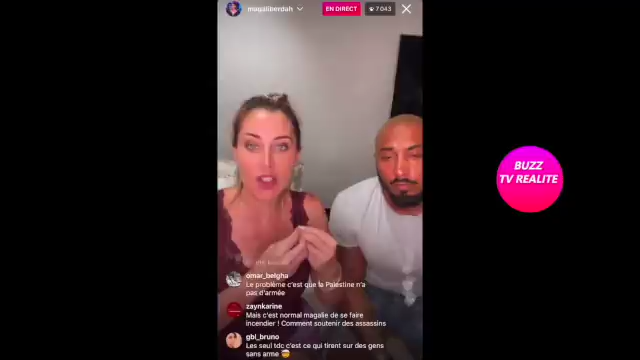 magaliberdah
EN DIRECT
7 043
BUZZ
TV REALITE
omar_belgha
Le problème c'est que la Palestine n'a
pas d'armée
zaynkarine
Mais c'est normal magalie de se faire
incendier ! Comment soutenir des assassins
gbl_bruno
Les seul tdc c'est ce qui tirent sur des gens
sans arme 🤯